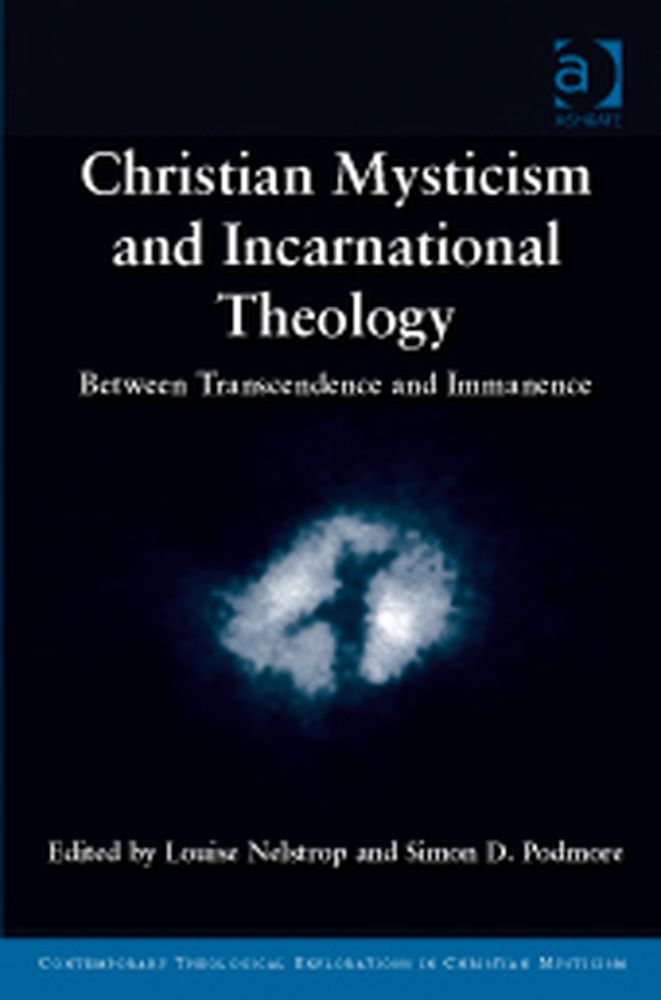 a
ASHGATE
Christian Mysticism
and Incarnational
Theology
Between Transcendence and Immanence
Edited by Louise Nelstrop and Simon D. Podmore
CONTEMPORARY THEOLOGICAL EXPLORATIONS IN CHRISTIAN MYSTICISM